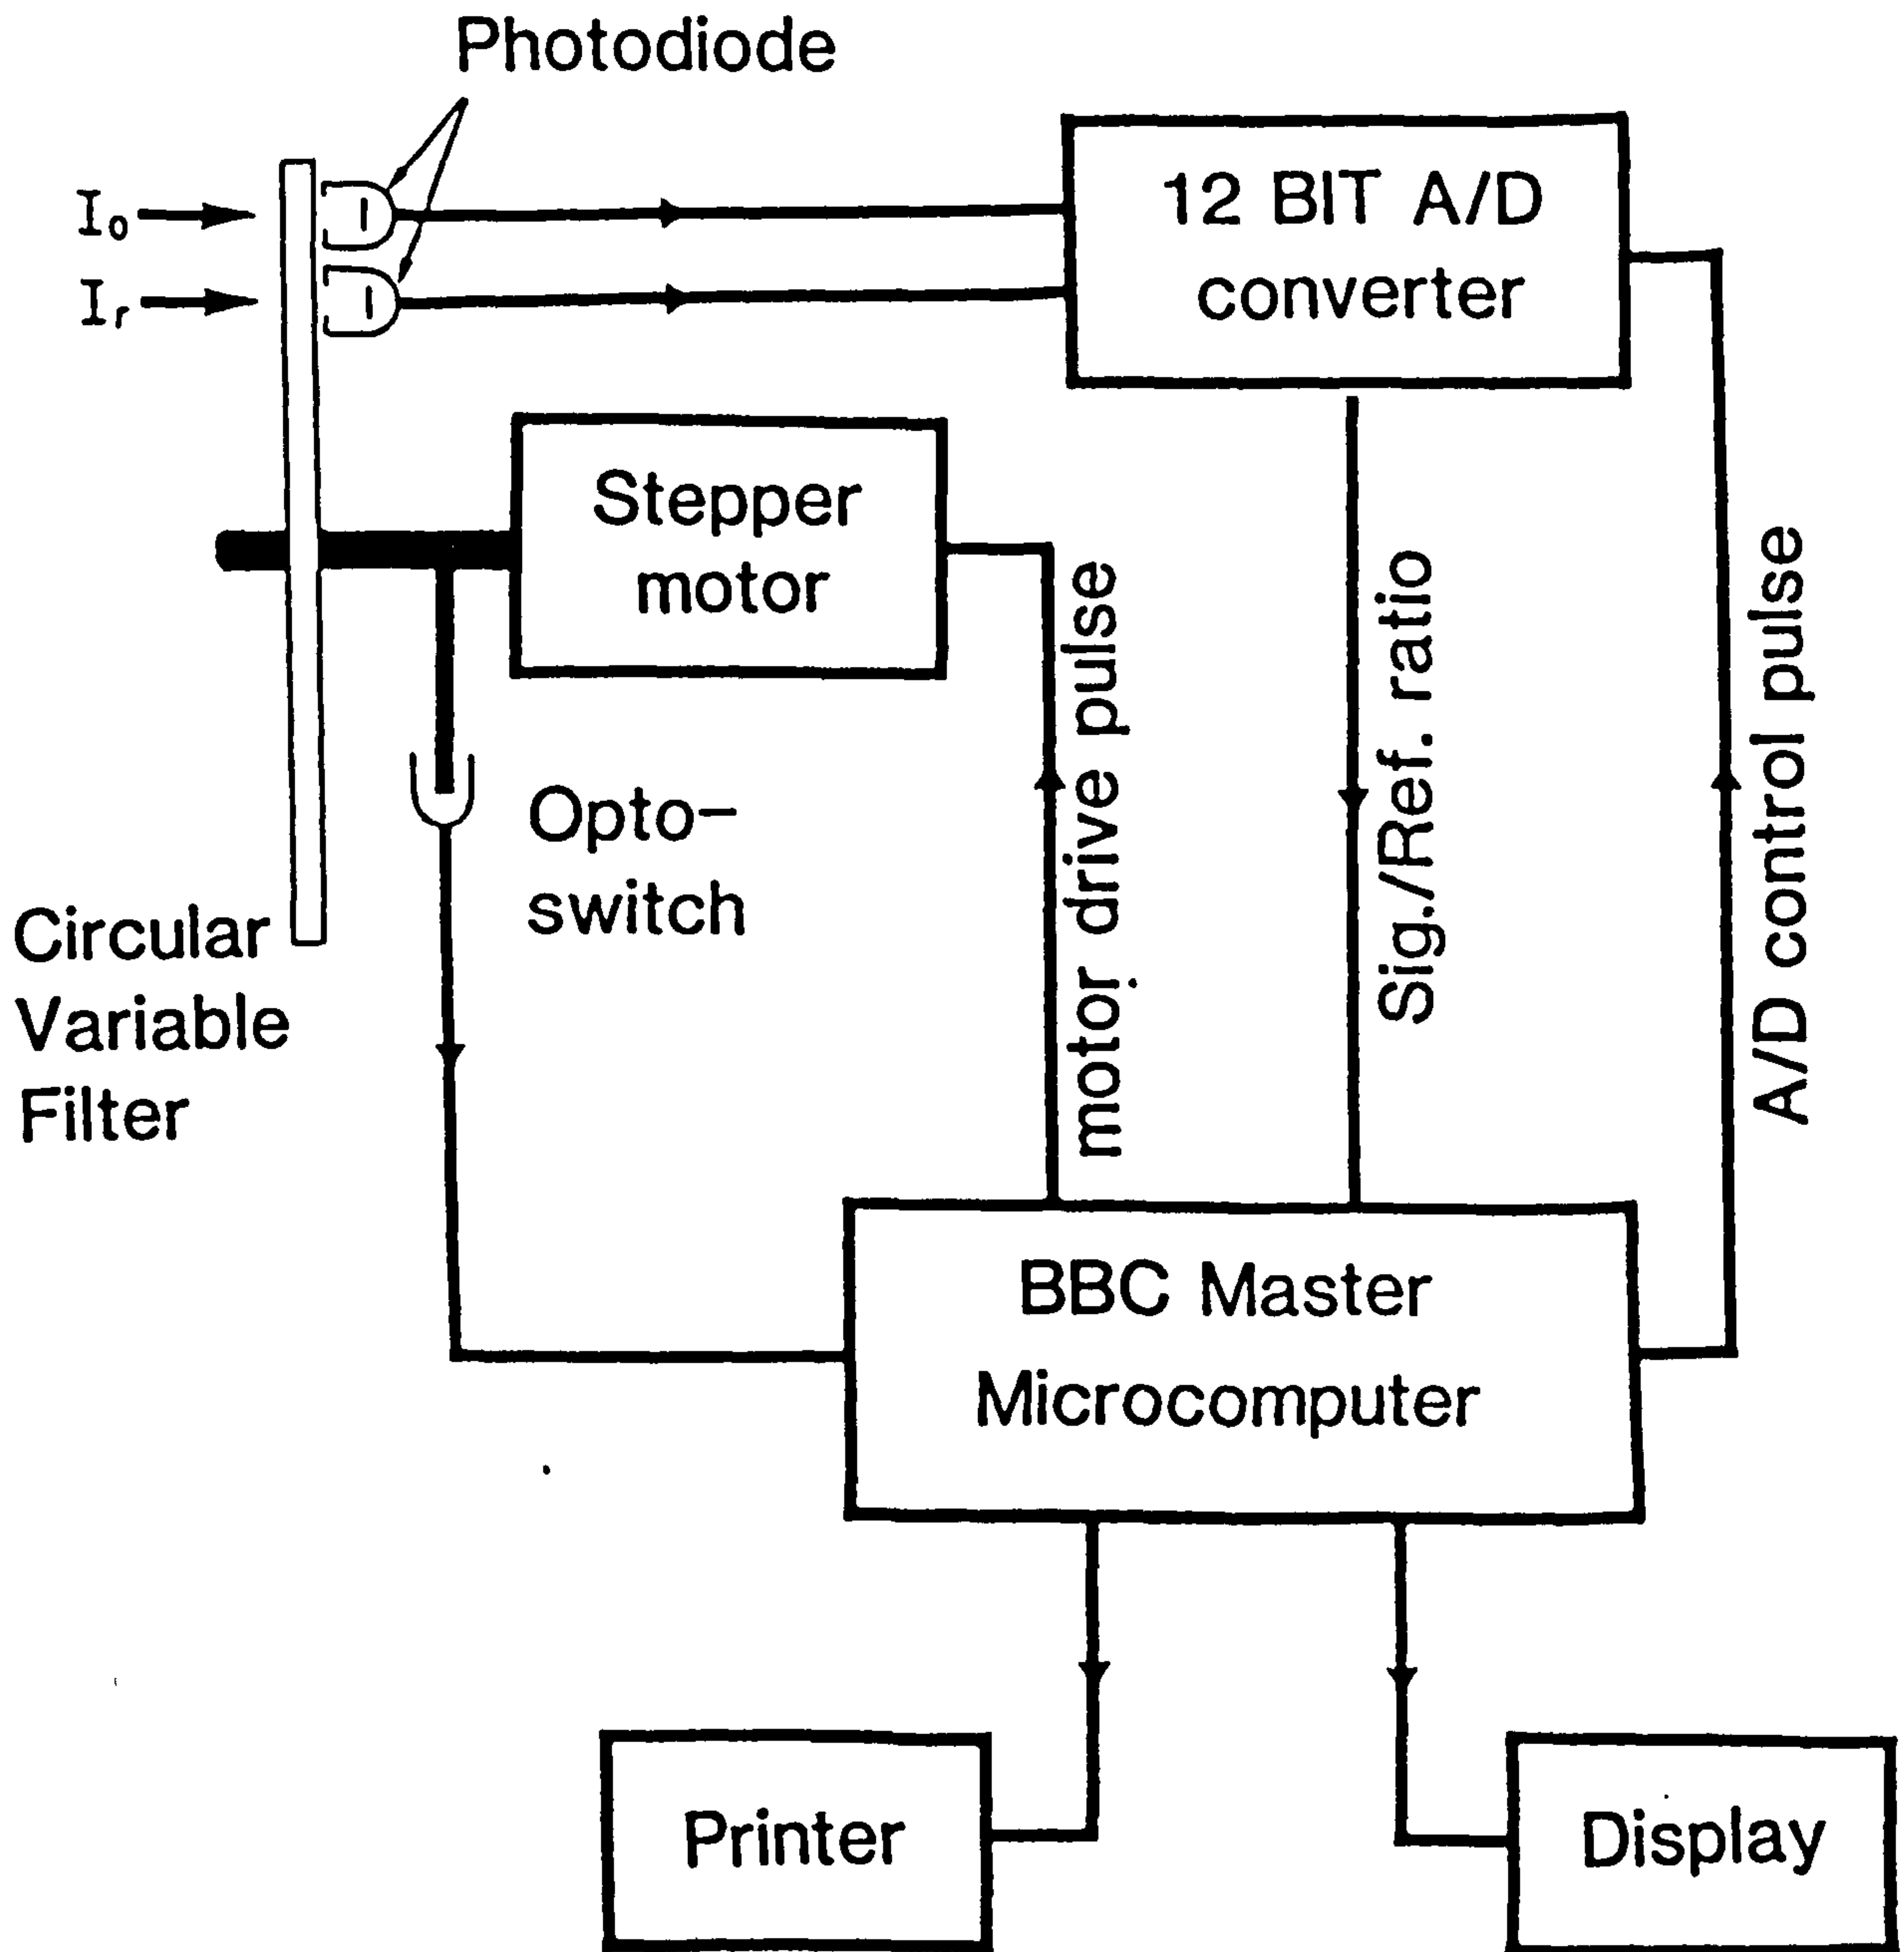 Photodiode
I₀
Iᵣ
12 BIT A/D
converter
Stepper
motor
Opto-
switch
Circular
Variable
Filter
motor drive pulse
Sig./Ref. ratio
A/D control pulse
BBC Master
Microcomputer
Printer
Display